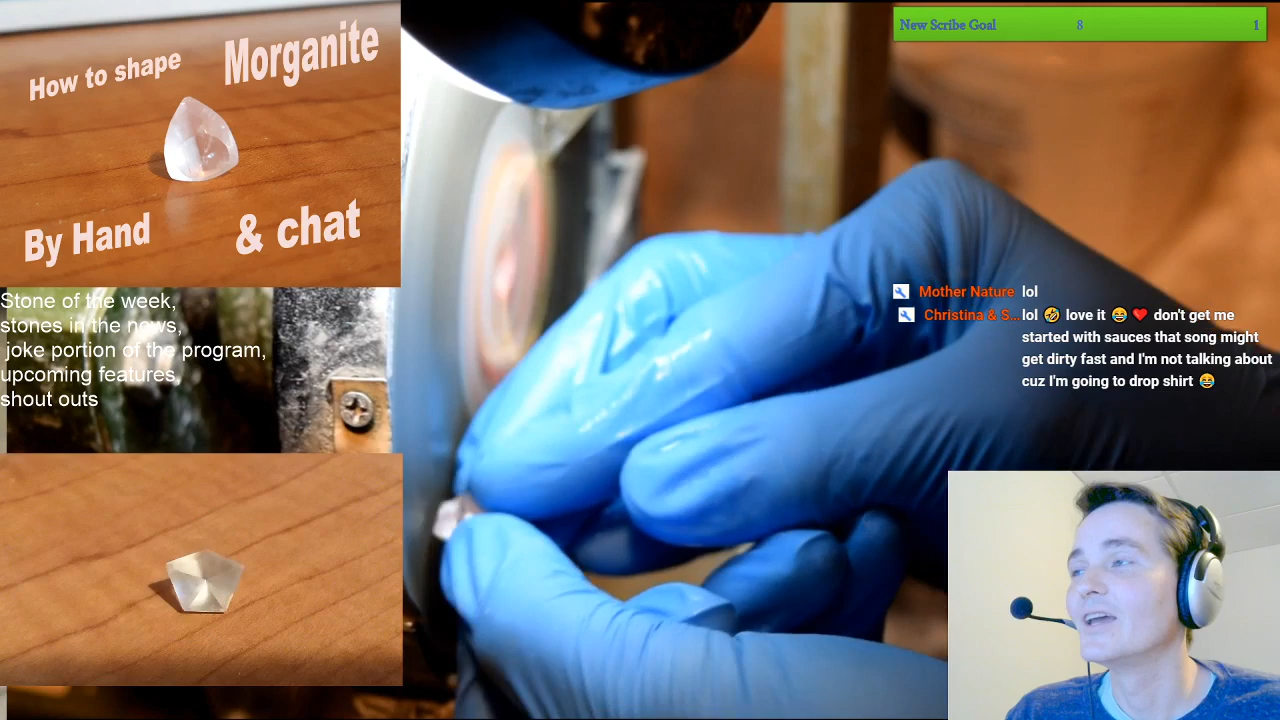 How to shape Morganite
By Hand & chat
Stone of the week,
stones in the news,
joke portion of the program,
upcoming features,
shout outs
New Scribe Goal 8 1
Mother Nature lol
Christina & S... lol 🤣 love it 😂 ❤️ don't get me
started with sauces that song might
get dirty fast and I'm not talking about
cuz I'm going to drop shirt 😂